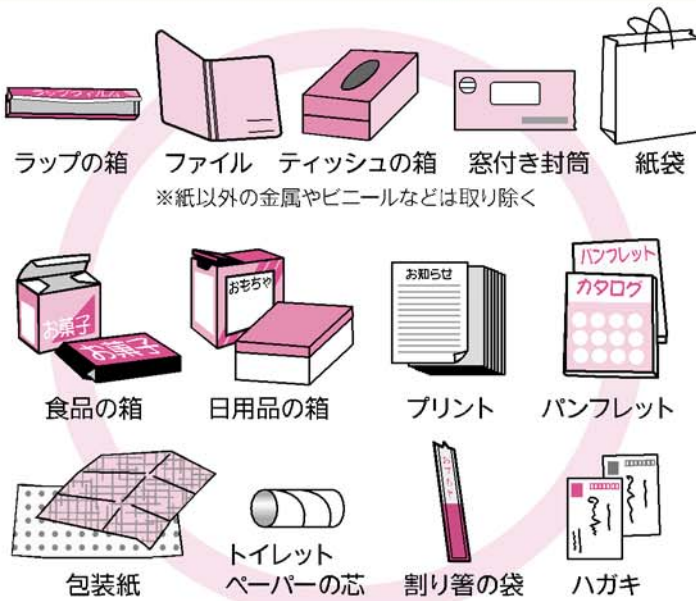 ラップフィルム
ラップの箱
ファイル
ティッシュの箱
窓付き封筒
紙袋
※紙以外の金属やビニールなどは取り除く
お菓子
お菓子
おもちゃ
お知らせ
パンフレット
カタログ
食品の箱
日用品の箱
プリント
パンフレット
包装紙
トイレット
ペーパーの芯
割り箸の袋
ハガキ